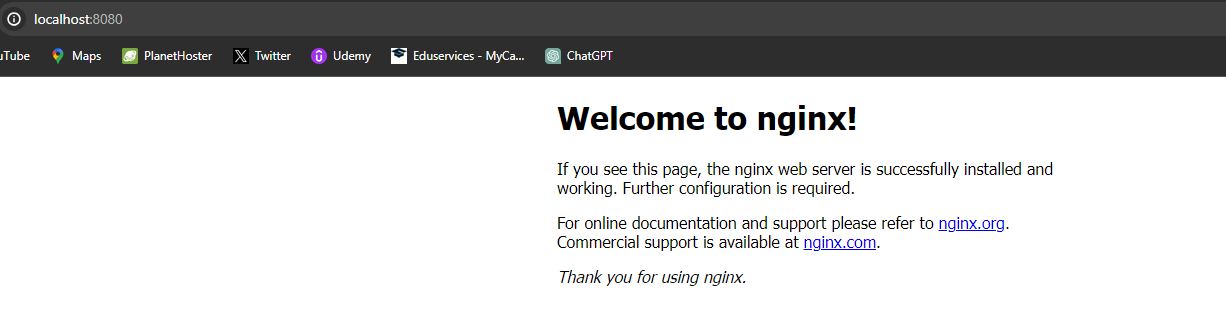 localhost:8080
uTube Maps PlanetHoster Twitter Udemy Eduservices - MyCa... ChatGPT
Welcome to nginx!
If you see this page, the nginx web server is successfully installed and
working. Further configuration is required.
For online documentation and support please refer to nginx.org.
Commercial support is available at nginx.com.
Thank you for using nginx.